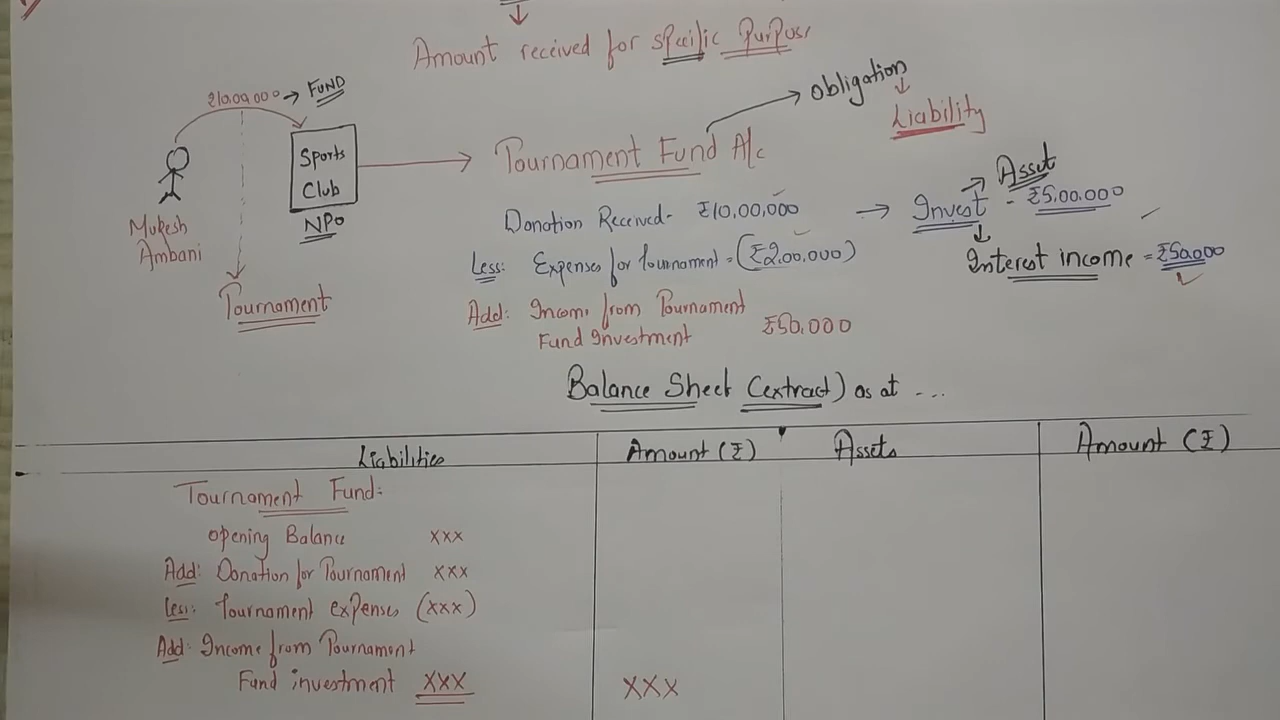 Amount received for specific Purpos
₹10,00,000 → FUND
obligation
Liability
Sports
Club
NPO
Mukesh
Ambani
Tournament
Tournament Fund A/c
Asset
Donation Received - ₹10,00,000 → Invest - ₹5,00,000
Less: Expenses for Tournament = (₹2,00,000)
Interest income = ₹50,000
Add: Income from Tournament
Fund Investment ₹50,000
Balance Sheet (extract) as at ...
Liabilities Amount (₹) Assets Amount (₹)
Tournament Fund:
Opening Balance xxx
Add: Donation for Tournament xxx
Less: Tournament expenses (xxx)
Add: Income from Tournament
Fund investment xxx xxx